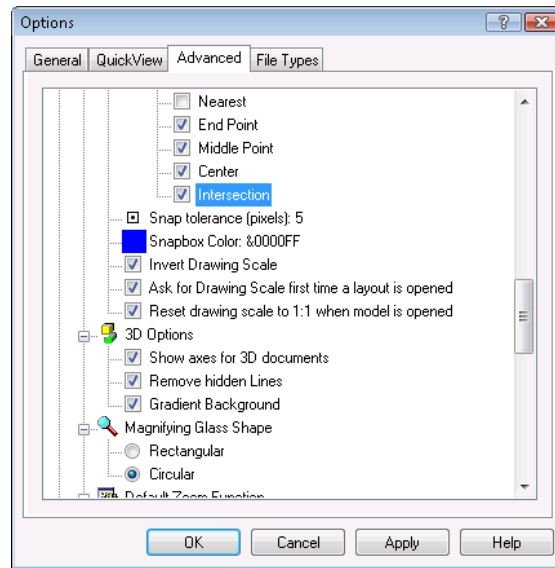 Options
General QuickView Advanced File Types
Nearest
End Point
Middle Point
Center
Intersection
Snap tolerance (pixels): 5
Snapbox Color: &0000FF
Invert Drawing Scale
Ask for Drawing Scale first time a layout is opened
Reset drawing scale to 1:1 when model is opened
3D Options
Show axes for 3D documents
Remove hidden Lines
Gradient Background
Magnifying Glass Shape
Rectangular
Circular
Default Zoom Function
OK Cancel Apply Help